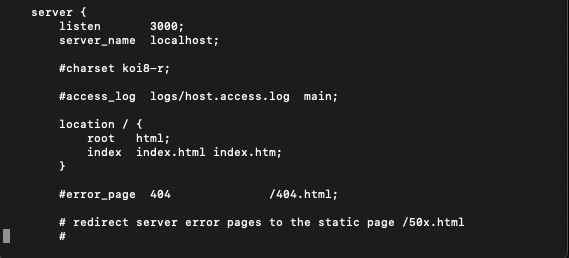 server {
listen       3000;
server_name  localhost;
#charset koi8-r;
#access_log  logs/host.access.log  main;
location / {
root   html;
index  index.html index.htm;
}
#error_page  404              /404.html;
# redirect server error pages to the static page /50x.html
#